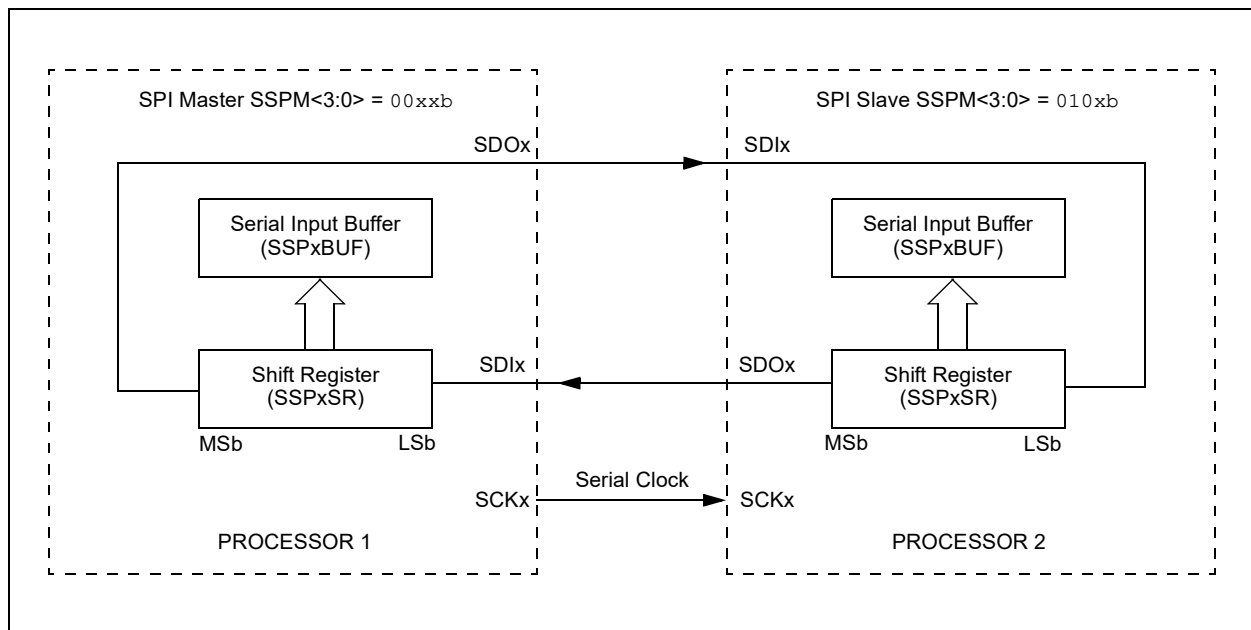 SPI Master SSPM<3:0> = 00xxb
SDOx
Serial Input Buffer
(SSPxBUF)
Shift Register
(SSPxSR)
MSb
LSb
SDIx
SCKx
PROCESSOR 1
Serial Clock
SPI Slave SSPM<3:0> = 010xb
SDIx
Serial Input Buffer
(SSPxBUF)
SDOx
Shift Register
(SSPxSR)
MSb
LSb
SCKx
PROCESSOR 2